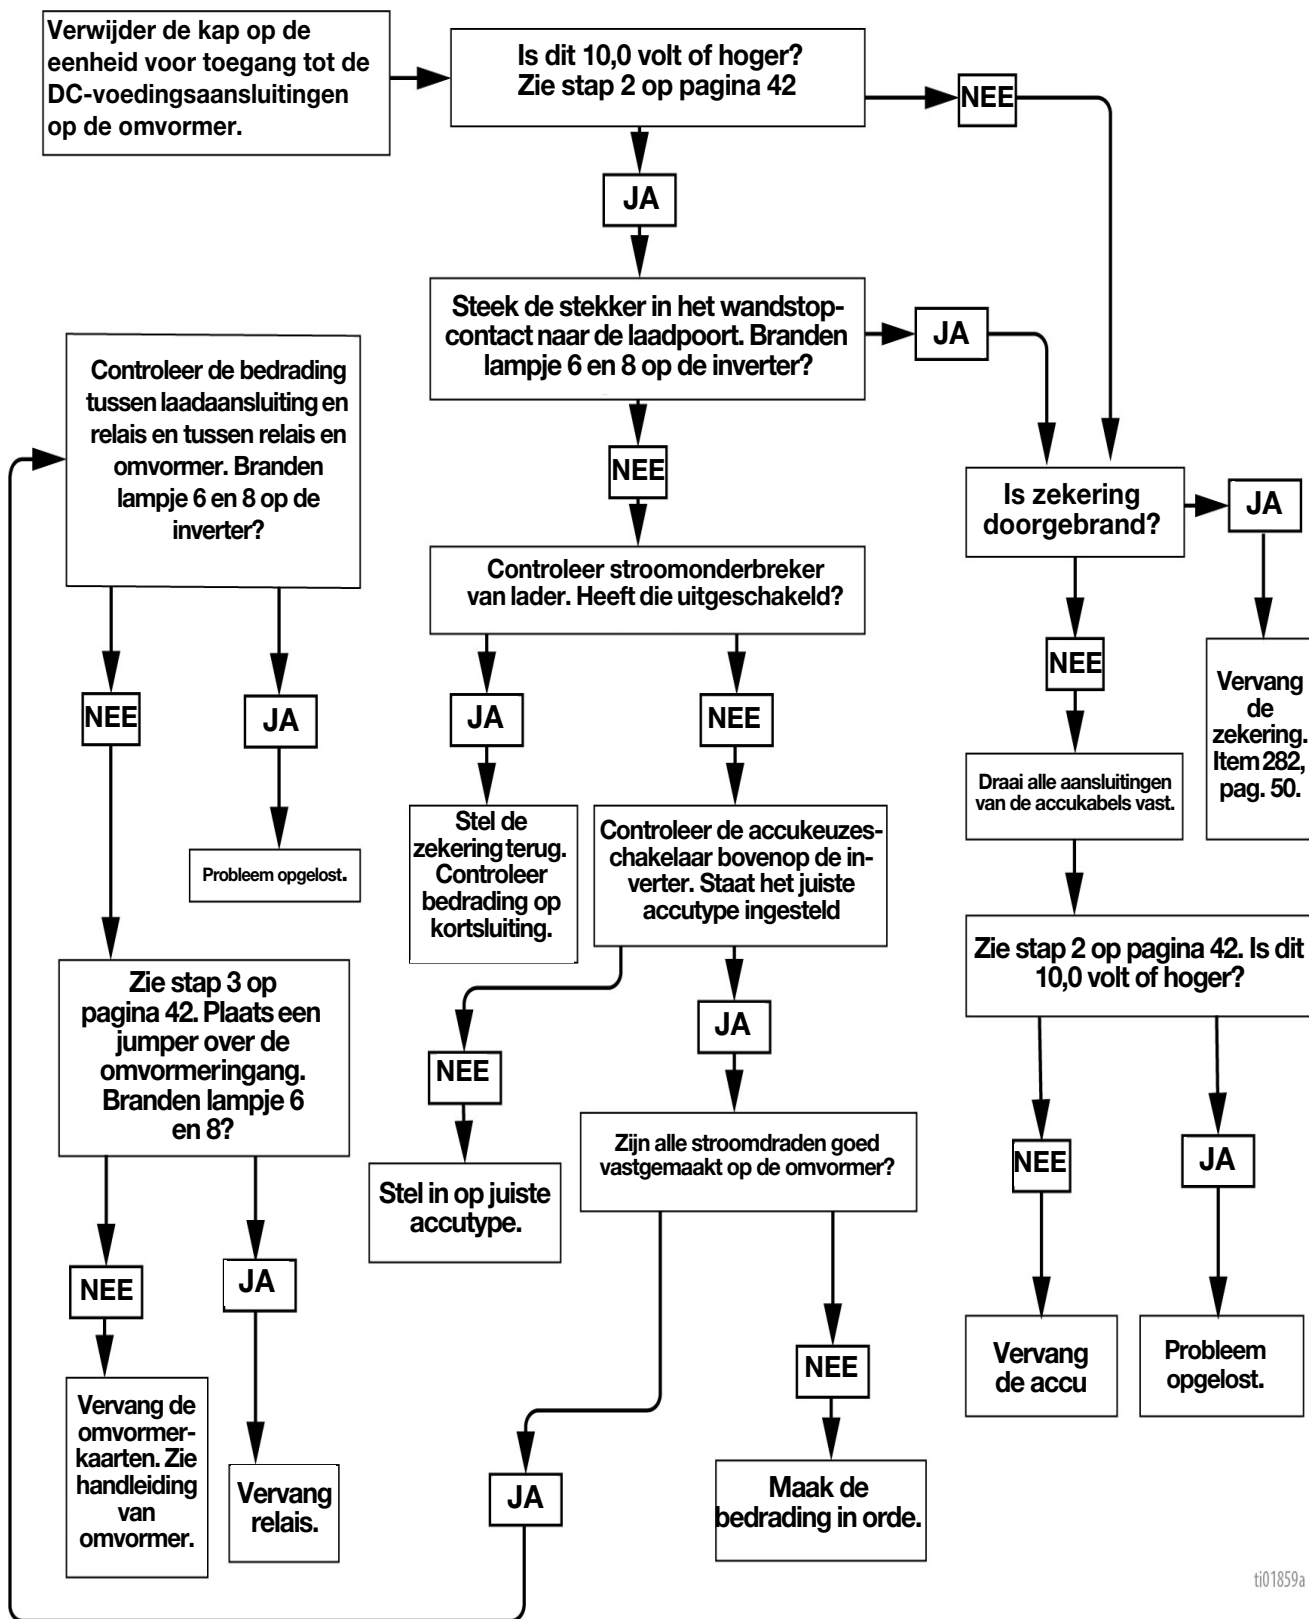 Verwijder de kap op de
eenheid voor toegang tot de
DC-voedingsaansluitingen
op de omvormer.
Is dit 10,0 volt of hoger?
Zie stap 2 op pagina 42
NEE
JA
Steek de stekker in het wandstop-
contact naar de laadpoort. Branden
lampje 6 en 8 op de inverter?
JA
NEE
Controleer de bedrading
tussen laadaansluiting en
relais en tussen relais en
omvormer. Branden
lampje 6 en 8 op de
inverter?
Is zekering
doorgebrand?
JA
Controleer stroomonderbreker
van lader. Heeft die uitgeschakeld?
NEE
Vervang
de
zekering.
Item 282,
pag. 50.
NEE
JA
JA
NEE
Draai alle aansluitingen
van de accukabels vast.
Probleem opgelost.
Stel de
zekering terug.
Controleer
bedrading op
kortsluiting.
Controleer de accukeuzes-
chakelaar bovenop de in-
verter. Staat het juiste
accutype ingesteld
Zie stap 2 op pagina 42. Is dit
10,0 volt of hoger?
Zie stap 3 op
pagina 42. Plaats een
jumper over de
omvormeringang.
Branden lampje 6
en 8?
NEE
JA
Zijn alle stroomdraden goed
vastgemaakt op de omvormer?
NEE
JA
Stel in op juiste
accutype.
NEE
JA
Vervang
de accu
Probleem
opgelost.
NEE
Vervang de
omvormer-
kaarten. Zie
handleiding
van
omvormer.
Vervang
relais.
JA
Maak de
bedrading in orde.
ti01859a